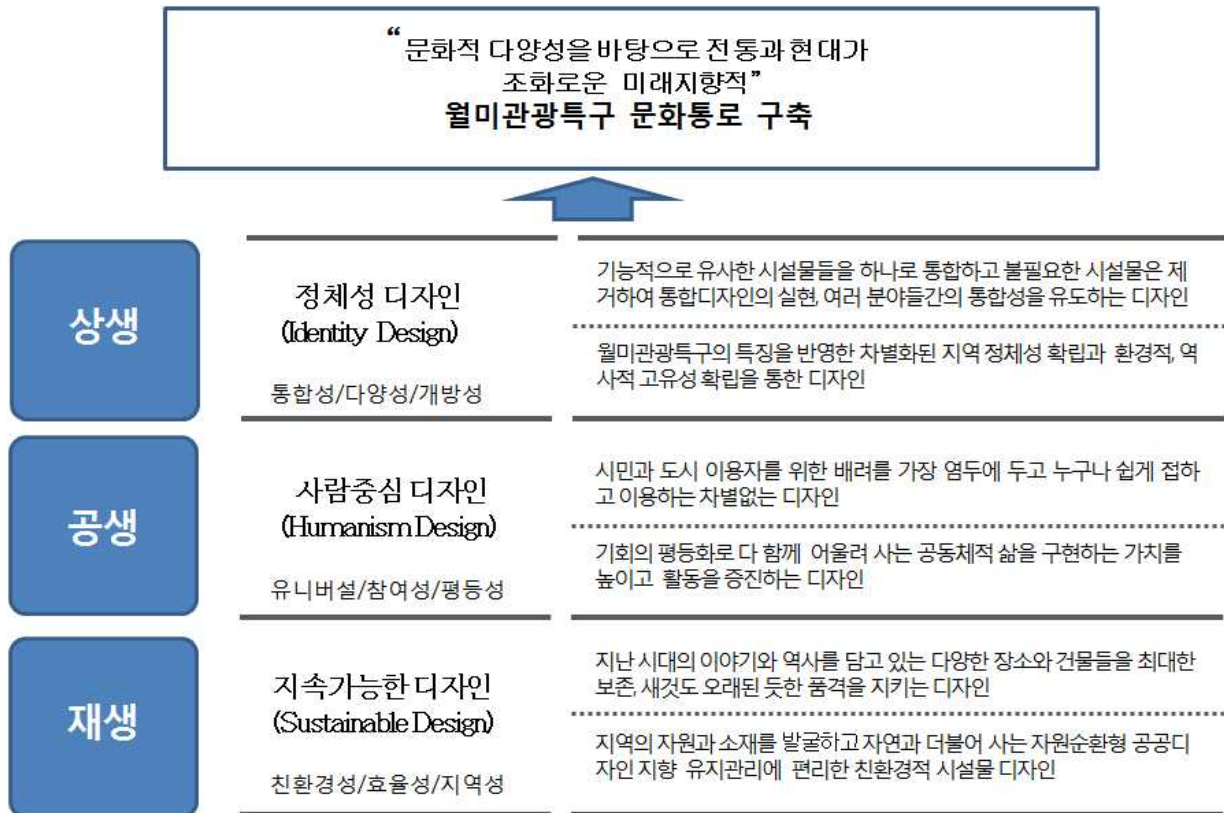 “문화적 다양성을 바탕으로 전통과 현대가
조화로운 미래지향적”
월미관광특구 문화통로 구축
상생
정체성 디자인
(Identity Design)
통합성/다양성/개방성
기능적으로 유사한 시설물들을 하나로 통합하고 불필요한 시설물은 제
거하여 통합디자인의 실현, 여러 분야들간의 통합성을 유도하는 디자인
월미관광특구의 특징을 반영한 차별화된 지역 정체성 확립과 환경적, 역
사적 고유성 확립을 통한 디자인
공생
사람중심 디자인
(Humanism Design)
유니버설/참여성/평등성
시민과 도시 이용자를 위한 배려를 가장 염두에 두고 누구나 쉽게 접하
고 이용하는 차별없는 디자인
기회의 평등화로 다 함께 어울려 사는 공동체적 삶을 구현하는 가치를
높이고 활동을 증진하는 디자인
재생
지속가능한 디자인
(Sustainable Design)
친환경성/효율성/지역성
지난 시대의 이야기와 역사를 담고 있는 다양한 장소와 건물들을 최대한
보존, 새것도 오래된 듯한 품격을 지키는 디자인
지역의 자원과 소재를 발굴하고 자연과 더불어 사는 자원순환형 공공디
자인 지향 유지관리에 편리한 친환경적 시설물 디자인